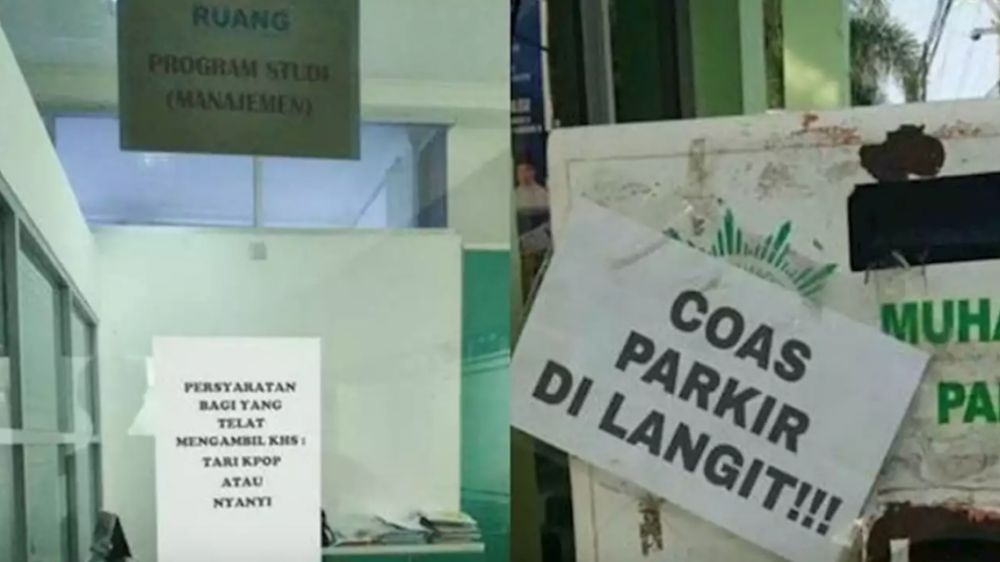 RUANG
PROGRAM STUDI
(MANAJEMEN)
PERSYARATAN
BAGI YANG
TELAT
MENGAMBIL KHS :
TARI KPOP
ATAU
NYANYI
COAS
PARKIR
DI LANGIT!!!
MUHA
PA